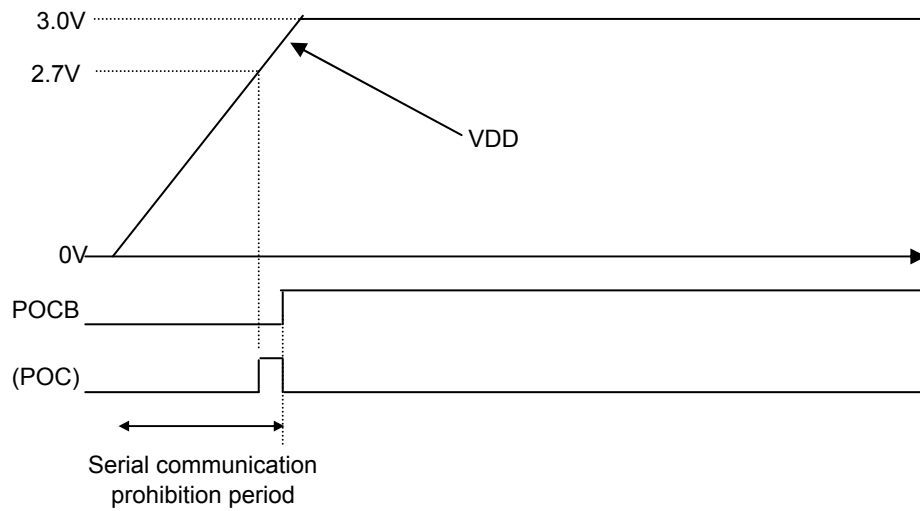 3.0V
2.7V
VDD
0V
POCB
(POC)
Serial communication
prohibition period